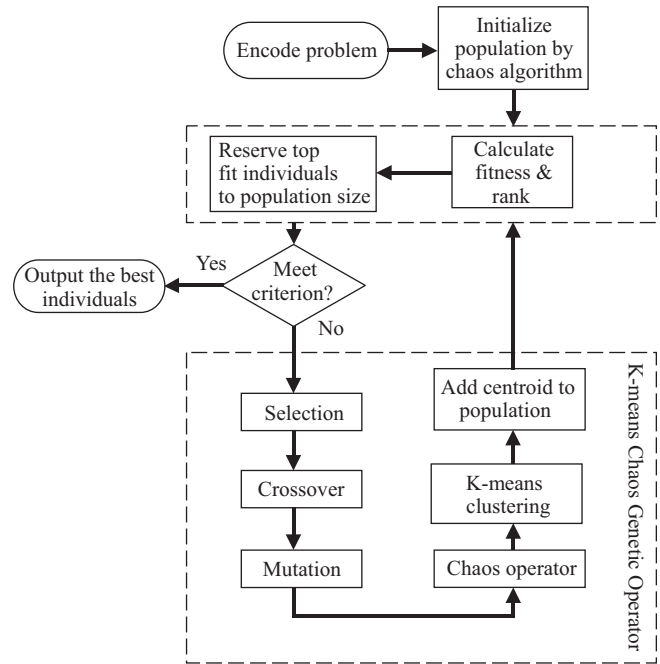 Encode problem
Initialize
population by
chaos algorithm
Reserve top
fit individuals
to population size
Calculate
fitness &
rank
Output the best
individuals
Yes
Meet
criterion?
No
Selection
Crossover
Mutation
Add centroid to
population
K-means
clustering
Chaos operator
K-means Chaos Genetic Operator